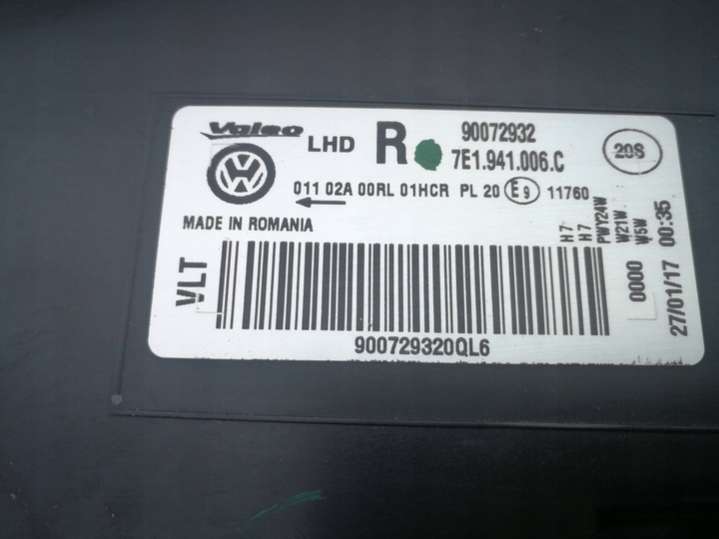 Valeo
LHD R
90072932
7E1.941.006.C
20S
011 02A 00RL 01HCR PL 20 E9 11760
MADE IN ROMANIA
VLT
H7
H7
PWY24W
W21W
W5W
0000
27/01/17 00:35
900729320QL6